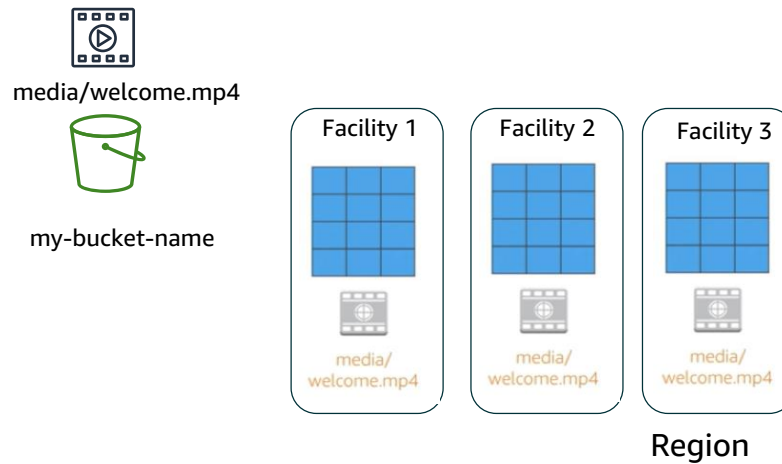 media/welcome.mp4
my-bucket-name
Facility 1
media/
welcome.mp4
Facility 2
media/
welcome.mp4
Facility 3
media/
welcome.mp4
Region